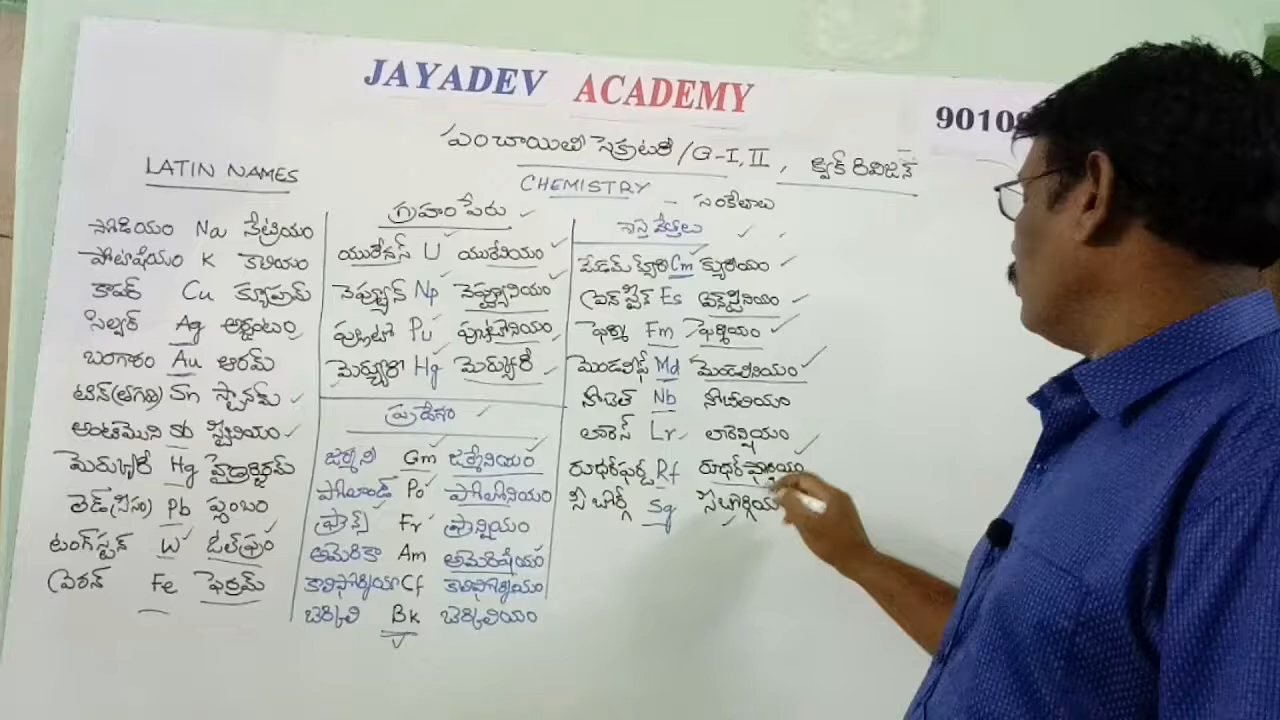 JAYADEV ACADEMY
9010
పంచాయితీ సెక్రటరీ / G-I, II , క్విక్ రివిజన్
CHEMISTRY - సంకేతాలు
LATIN NAMES
సోడియం Na నేట్రియం
పొటాషియం K కాలియం
కాపర్ Cu క్యూప్రమ్
సిల్వర్ Ag అర్జంటం
బంగారం Au ఆరమ్
టిన్(తగరం) Sn స్టానమ్
ఆంటిమొని Sb స్టిబియం
మెర్క్యురీ Hg హైడ్రార్జిరమ్
లెడ్(సీసం) Pb ప్లంబం
టంగ్‌స్టన్ W ఓల్‌ఫ్రం
ఐరన్ Fe ఫెర్రమ్
గ్రహం పేరు
యురేనస్ U యురేనియం
నెప్ట్యూన్ Np నెప్ట్యూనియం
ప్లుటో Pu ప్లుటోనియం
మెర్క్యురీ Hg మెర్క్యురీ
ప్రదేశం
జర్మనీ Gm జర్మేనియం
పోలాండ్ Po పోలోనియం
ఫ్రాన్స్ Fr ఫ్రాన్షియం
అమెరికా Am అమెరిషియం
కాలిఫోర్నియా Cf కాలిఫోర్నియం
బెర్కిలి Bk బెర్కిలియం
శాస్త్రవేత్తలు
మేడమ్ క్యూరి Cm క్యూరియం
ఐన్‌స్టీన్ Es ఐన్‌స్టీనియం
ఫెర్మి Fm ఫెర్మియం
మెండలీఫ్ Md మెండలీవియం
నోబెల్ Nb నోబేలియం
లారెన్స్ Lr లారెన్షియం
రూథర్‌ఫర్డ్ Rf రూథర్‌ఫోర్డియం
సీబోర్గ్ Sg సీబోర్గియం